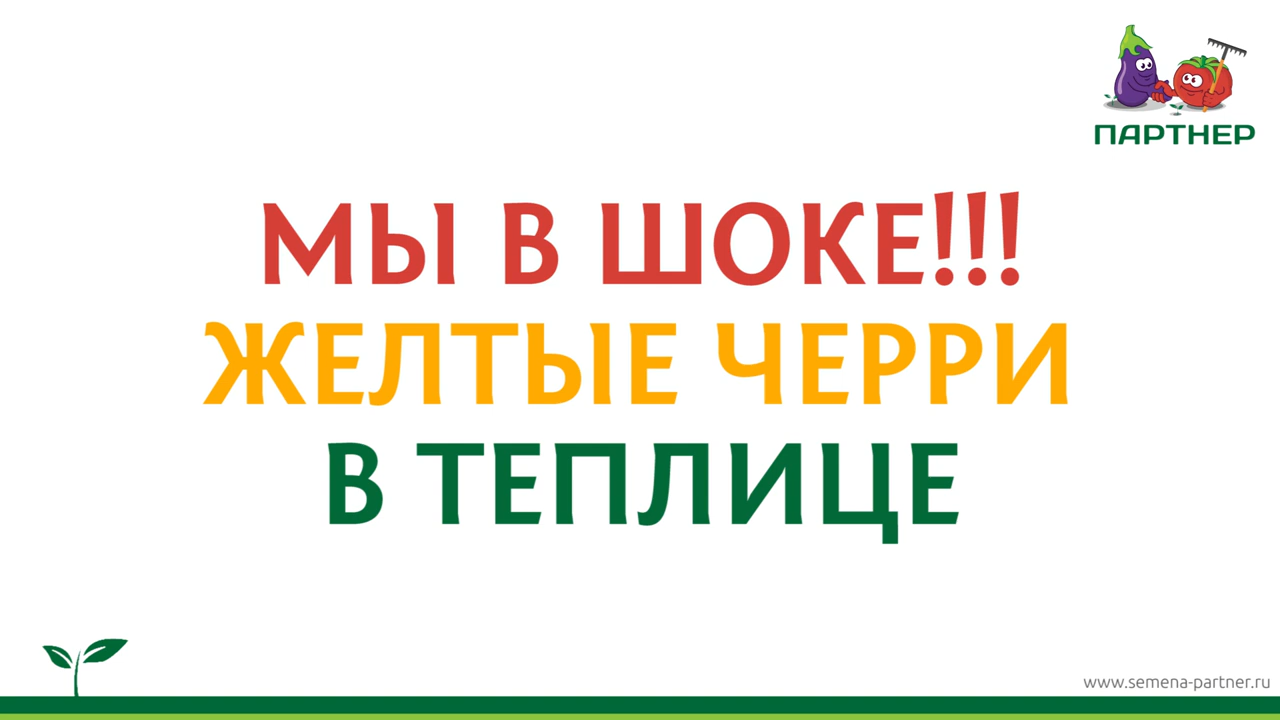 ПАРТНЕР
МЫ В ШОКЕ!!!
ЖЕЛТЫЕ ЧЕРРИ
В ТЕПЛИЦЕ
www.semena-partner.ru